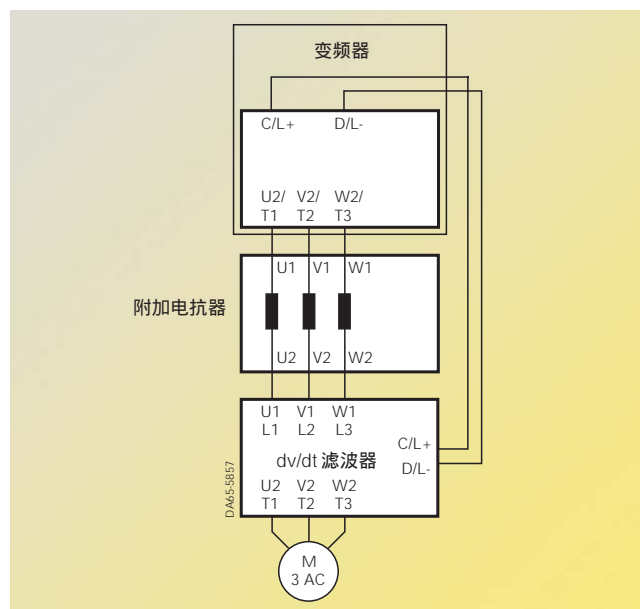 变频器
C/L+ D/L-
U2/ V2/ W2/
T1 T2 T3
U1 V1 W1
附加电抗器
U2 V2 W2
U1 V1 W1
L1 L2 L3
C/L+
dv/dt 滤波器
D/L-
U2 V2 W2
T1 T2 T3
DA65-5857
M
3 AC